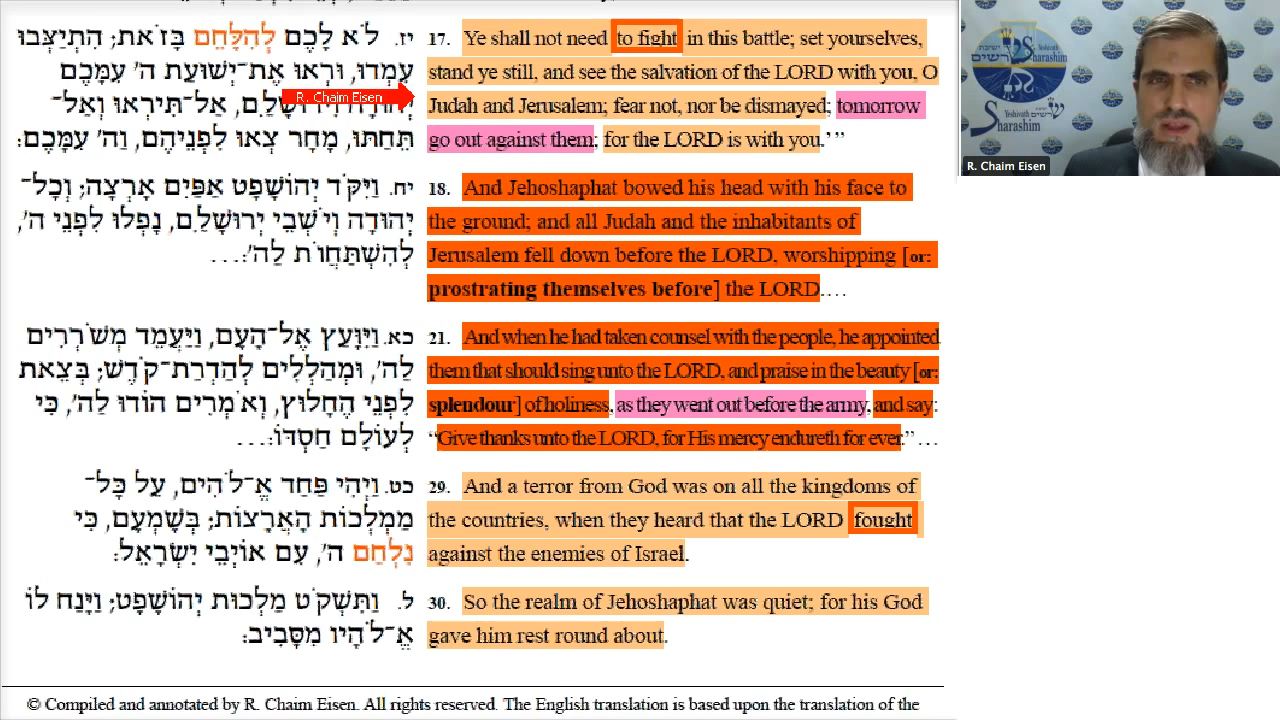 יז. לֹא לָכֶם לְהִלָּחֵם בָּזֹאת; הִתְיַצְּבוּ
עִמְדוּ, וּרְאוּ אֶת־יְשׁוּעַת ה' עִמָּכֶם
אַל־תִּירְאוּ וְאַל־
תֵּחַתּוּ, מָחָר צְאוּ לִפְנֵיהֶם, וַה' עִמָּכֶם:
17. Ye shall not need to fight in this battle; set yourselves,
stand ye still, and see the salvation of the LORD with you, O
Judah and Jerusalem; fear not, nor be dismayed; tomorrow
go out against them; for the LORD is with you.’”
R. Chaim Eisen
יח. וַיִּקֹּד יְהוֹשָׁפָט אַפַּיִם אָרְצָה; וְכָל־
יְהוּדָה וְיֹשְׁבֵי יְרוּשָׁלִַם, נָפְלוּ לִפְנֵי ה',
לְהִשְׁתַּחֲוֹת לַה':...
18. And Jehoshaphat bowed his head with his face to
the ground; and all Judah and the inhabitants of
Jerusalem fell down before the LORD, worshipping [or:
prostrating themselves before] the LORD.…
כא. וַיִּוָּעַץ אֶל־הָעָם, וַיַּעֲמֵד מְשֹׁרְרִים
לַה', וּמְהַלְלִים לְהַדְרַת־קֹדֶשׁ; בְּצֵאת
לִפְנֵי הֶחָלוּץ, וְאֹמְרִים הוֹדוּ לַה', כִּי
לְעוֹלָם חַסְדּוֹ:...
21. And when he had taken counsel with the people, he appointed
them that should sing unto the LORD, and praise in the beauty [or:
splendour] of holiness, as they went out before the army, and say:
“Give thanks unto the LORD, for His mercy endureth for ever.” …
כט. וַיְהִי פַּחַד אֱ־לֹהִים, עַל כָּל־
מַמְלְכוֹת הָאֲרָצוֹת; בְּשָׁמְעָם, כִּי
נִלְחַם ה', עִם אוֹיְבֵי יִשְׂרָאֵל:
29. And a terror from God was on all the kingdoms of
the countries, when they heard that the LORD fought
against the enemies of Israel.
ל. וַתִּשְׁקֹט מַלְכוּת יְהוֹשָׁפָט; וַיָּנַח לוֹ
אֱ־לֹהָיו מִסָּבִיב:
30. So the realm of Jehoshaphat was quiet; for his God
gave him rest round about.
© Compiled and annotated by R. Chaim Eisen. All rights reserved. The English translation is based upon the translation of the
Yeshivath
Sharashim
R. Chaim Eisen